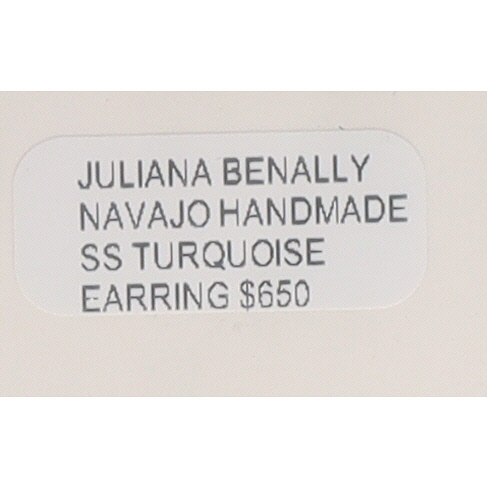 JULIANA BENALLY
NAVAJO HANDMADE
SS TURQUOISE
EARRING $650